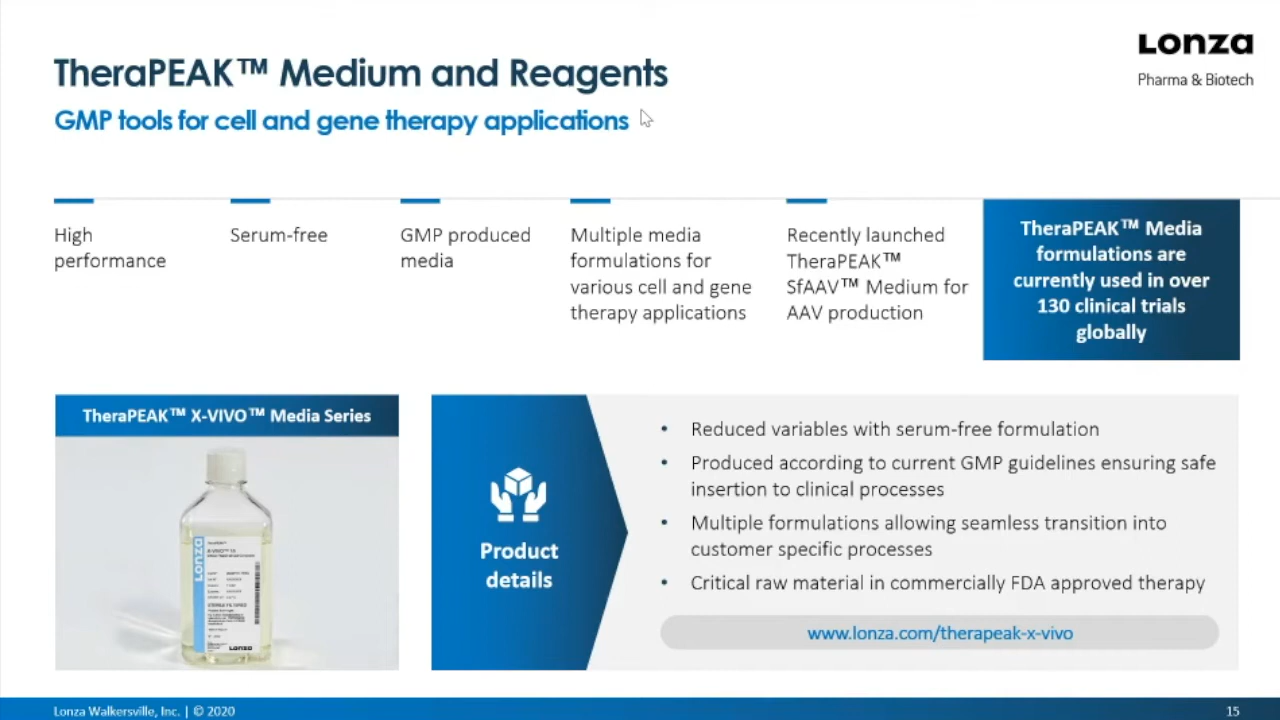 TheraPEAK™ Medium and Reagents
GMP tools for cell and gene therapy applications
Lonza
Pharma & Biotech
High
performance
Serum-free
GMP produced
media
Multiple media
formulations for
various cell and gene
therapy applications
Recently launched
TheraPEAK™
SfAAV™ Medium for
AAV production
TheraPEAK™ Media
formulations are
currently used in over
130 clinical trials
globally
TheraPEAK™ X-VIVO™ Media Series
Lonza
X-VIVO™ 15
Lonza
Product
details
• Reduced variables with serum-free formulation
• Produced according to current GMP guidelines ensuring safe
insertion to clinical processes
• Multiple formulations allowing seamless transition into
customer specific processes
• Critical raw material in commercially FDA approved therapy
www.lonza.com/therapeak-x-vivo
Lonza Walkersville, Inc. | © 2020
15